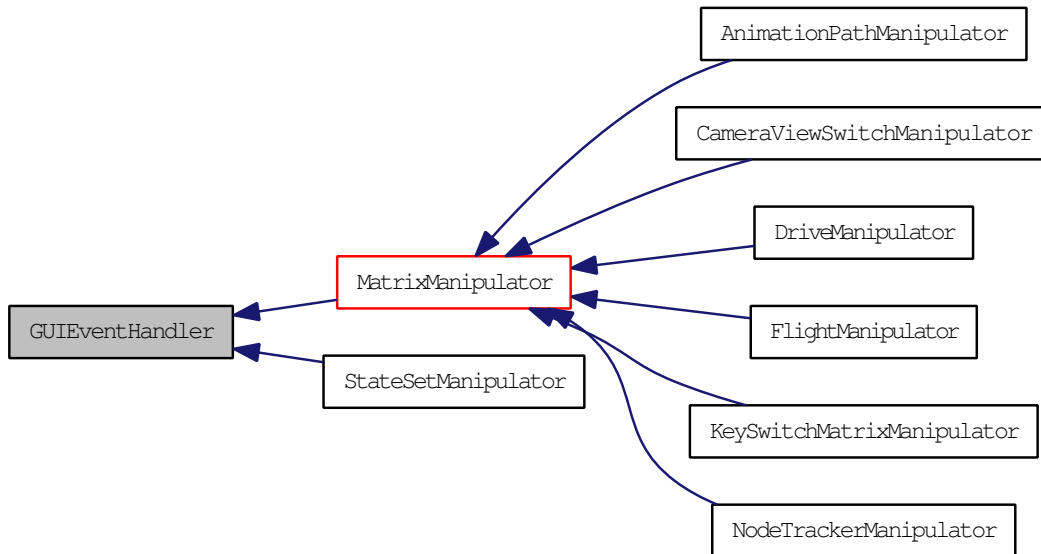 AnimationPathManipulator
CameraViewSwitchManipulator
DriveManipulator
MatrixManipulator
GUIEventHandler
FlightManipulator
StateSetManipulator
KeySwitchMatrixManipulator
NodeTrackerManipulator